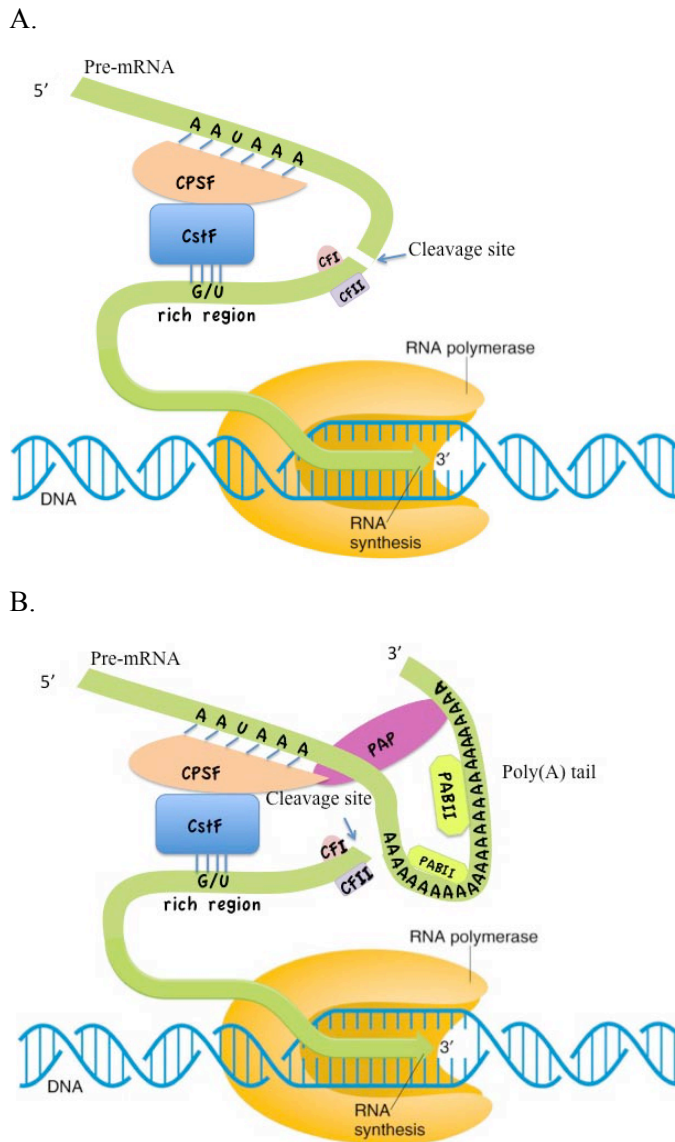 A.
Pre-mRNA
5’
A A U A A A
CPSF
CstF
CFI
Cleavage site
CFII
G/U
rich region
RNA polymerase
3'
DNA
RNA
synthesis
B.
Pre-mRNA
3’
5’
A A U A A A
PAP
CPSF
Poly(A) tail
PABII
Cleavage site
CstF
CFI
PABII
CFII
G/U
rich region
RNA polymerase
3'
DNA
RNA
synthesis